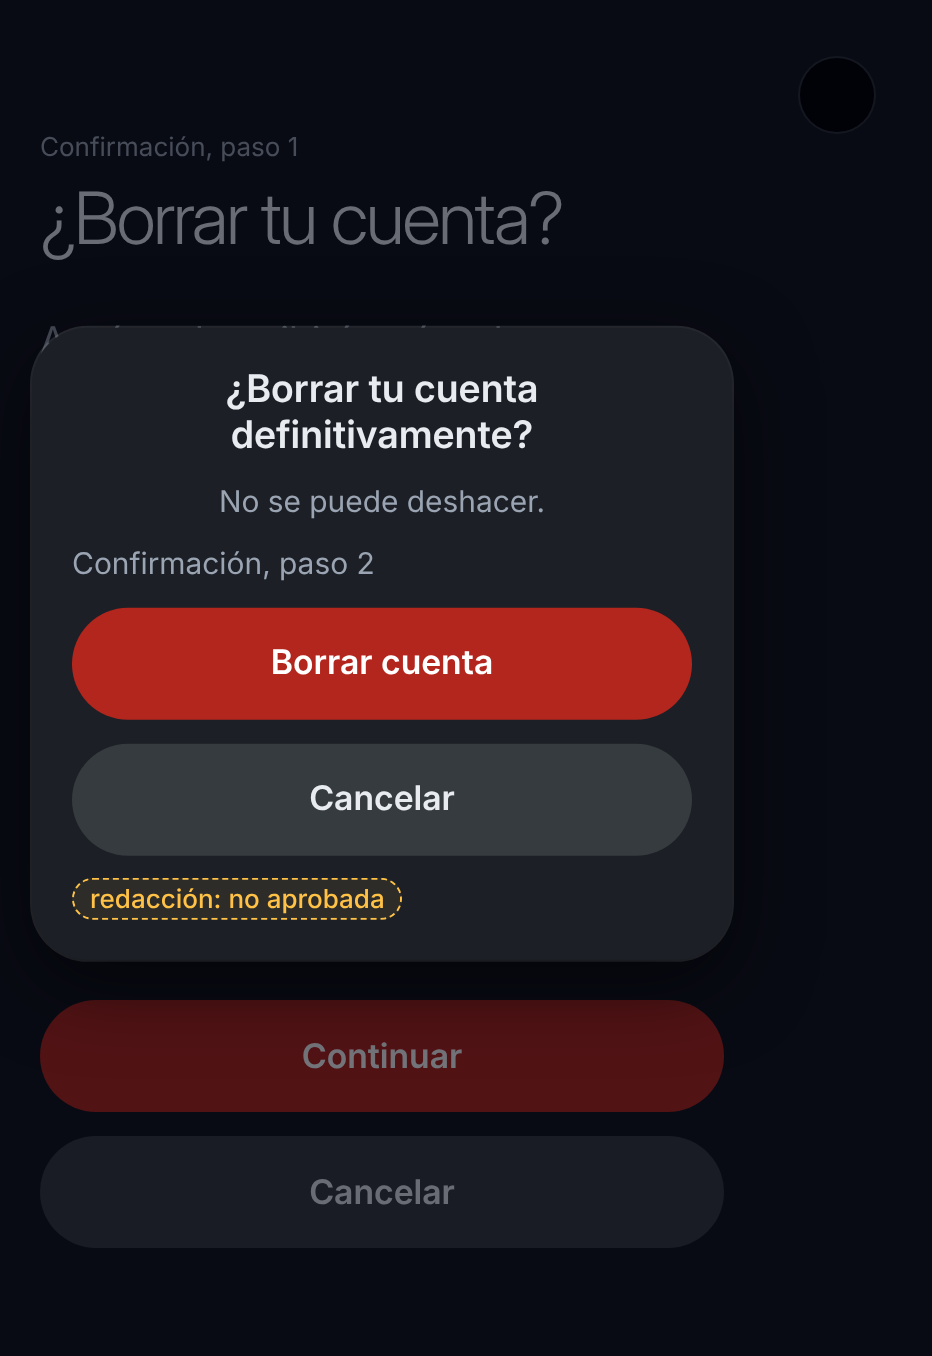 Confirmación, paso 1
¿Borrar tu cuenta?
¿Borrar tu cuenta
definitivamente?
No se puede deshacer.
Confirmación, paso 2
Borrar cuenta
Cancelar
redacción: no aprobada
Continuar
Cancelar